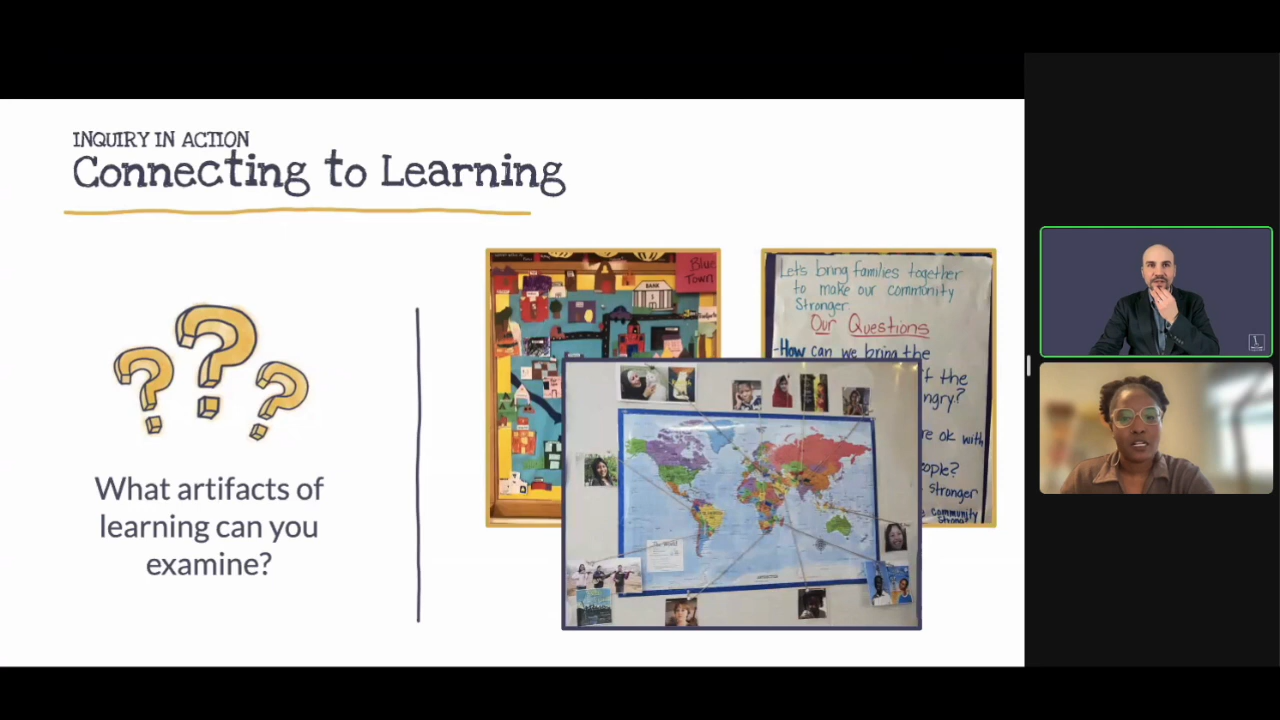 INQUIRY IN ACTION
Connecting to Learning
What artifacts of
learning can you
examine?
Blue
Town
BANK
Let's bring families together
to make our community
Stronger
Our Questions
-How can we bring the
the
ngry?
re ok with
ople?
stronger
community